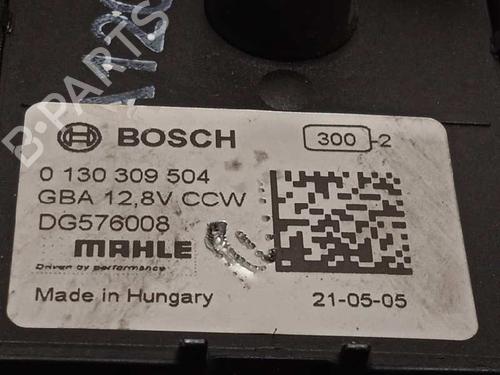 B-PARTS
BOSCH
300 -2
0 130 309 504
GBA 12,8V CCW
DG576008
MAHLE
Driven by performance
Made in Hungary
21-05-05